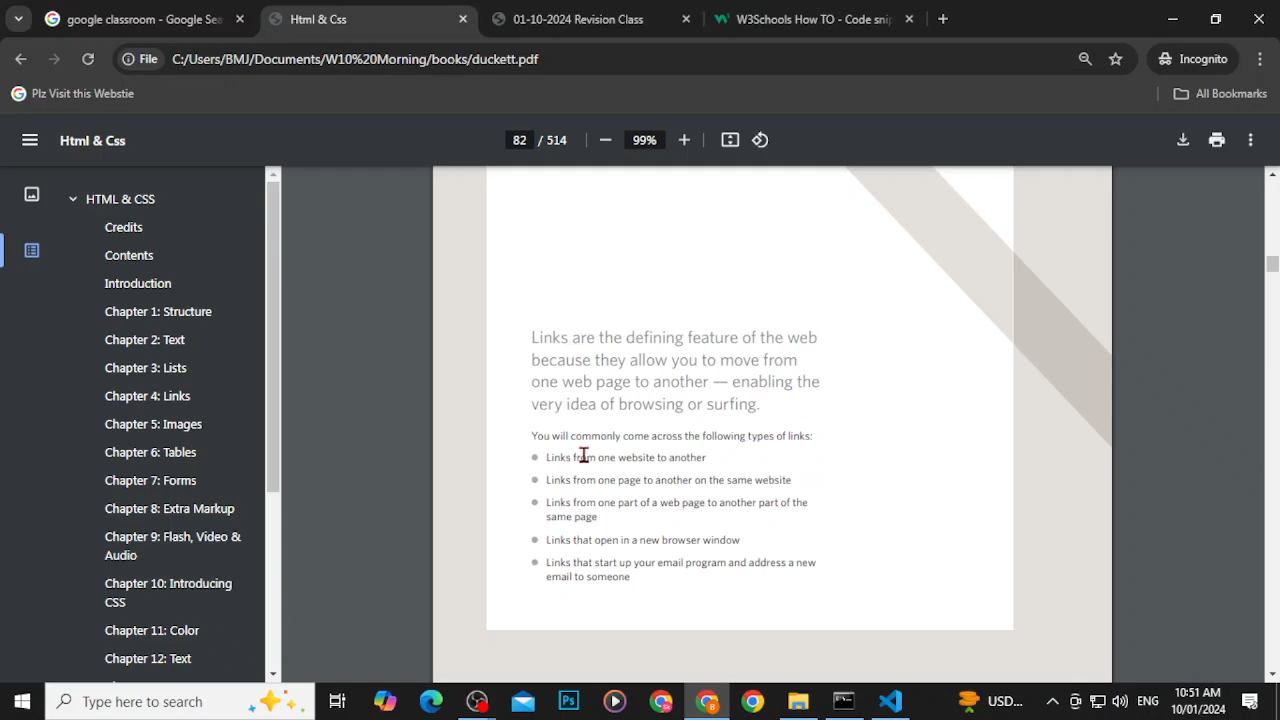 google classroom - Google Sea
Html & Css
01-10-2024 Revision Class
W3Schools How TO - Code snip
File
C:/Users/BMJ/Documents/W10%20Morning/books/duckett.pdf
Incognito
Plz Visit this Webstie
All Bookmarks
Html & Css
82 / 514
99%
HTML & CSS
Credits
Contents
Introduction
Chapter 1: Structure
Chapter 2: Text
Chapter 3: Lists
Chapter 4: Links
Chapter 5: Images
Chapter 6: Tables
Chapter 7: Forms
Chapter 8: Extra Markup
Chapter 9: Flash, Video &
Audio
Chapter 10: Introducing
CSS
Chapter 11: Color
Chapter 12: Text
Links are the defining feature of the web
because they allow you to move from
one web page to another — enabling the
very idea of browsing or surfing.
You will commonly come across the following types of links:
Links from one website to another
Links from one page to another on the same website
Links from one part of a web page to another part of the
same page
Links that open in a new browser window
Links that start up your email program and address a new
email to someone
Type here to search
Ps
B
USD...
ENG
10:51 AM
10/01/2024